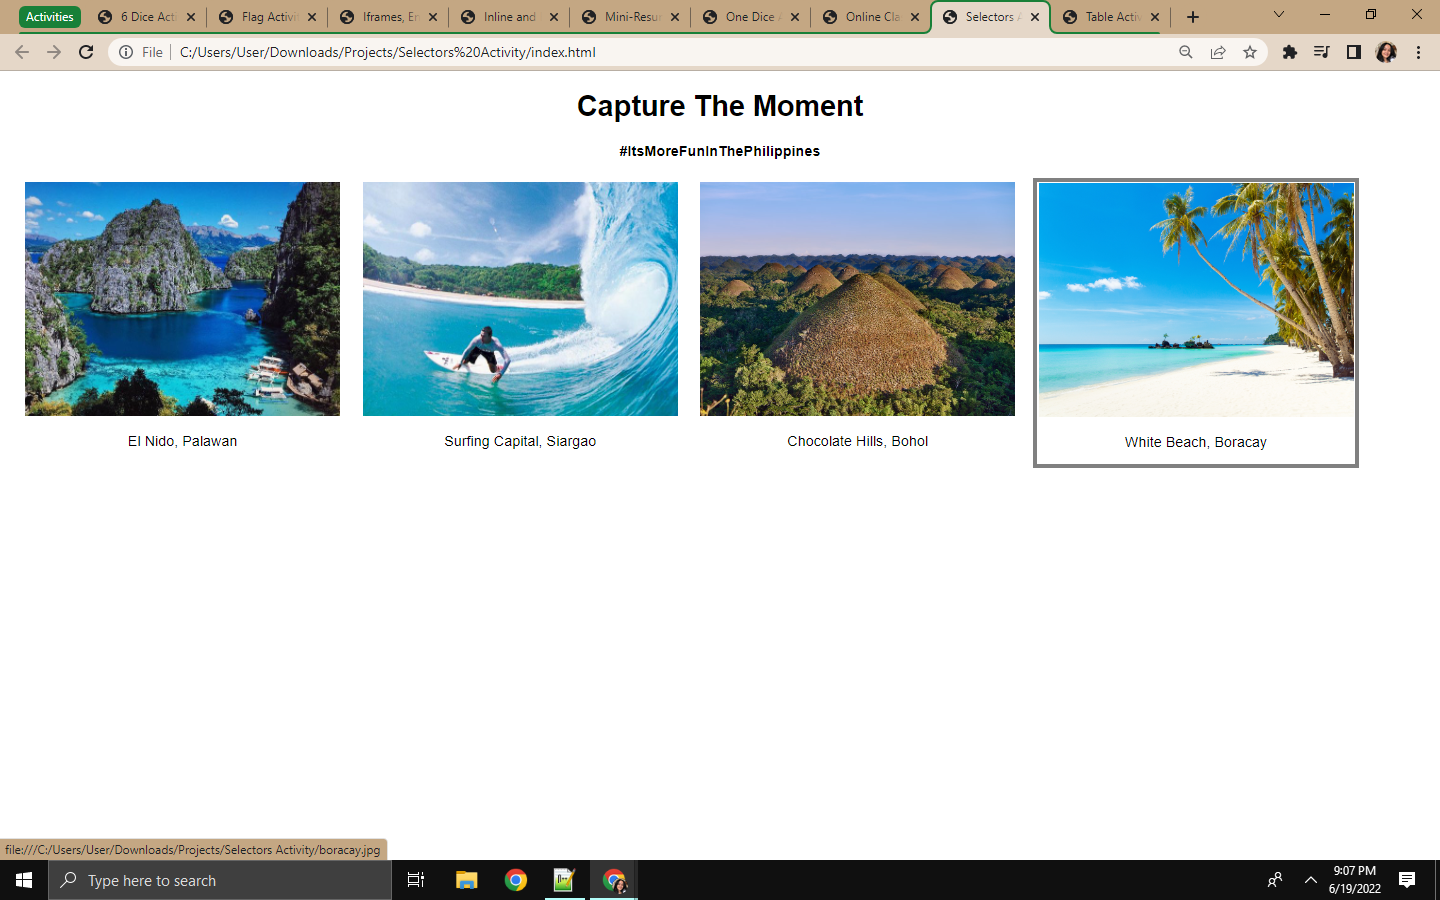 Activities
6 Dice Acti
Flag Activit
Iframes, En
Inline and
Mini-Resur
One Dice A
Online Cla
Selectors A
Table Activ
File
C:/Users/User/Downloads/Projects/Selectors%20Activity/index.html
Capture The Moment
#ItsMoreFunInThePhilippines
El Nido, Palawan
Surfing Capital, Siargao
Chocolate Hills, Bohol
White Beach, Boracay
file:///C:/Users/User/Downloads/Projects/Selectors Activity/boracay.jpg
Type here to search
9:07 PM
6/19/2022